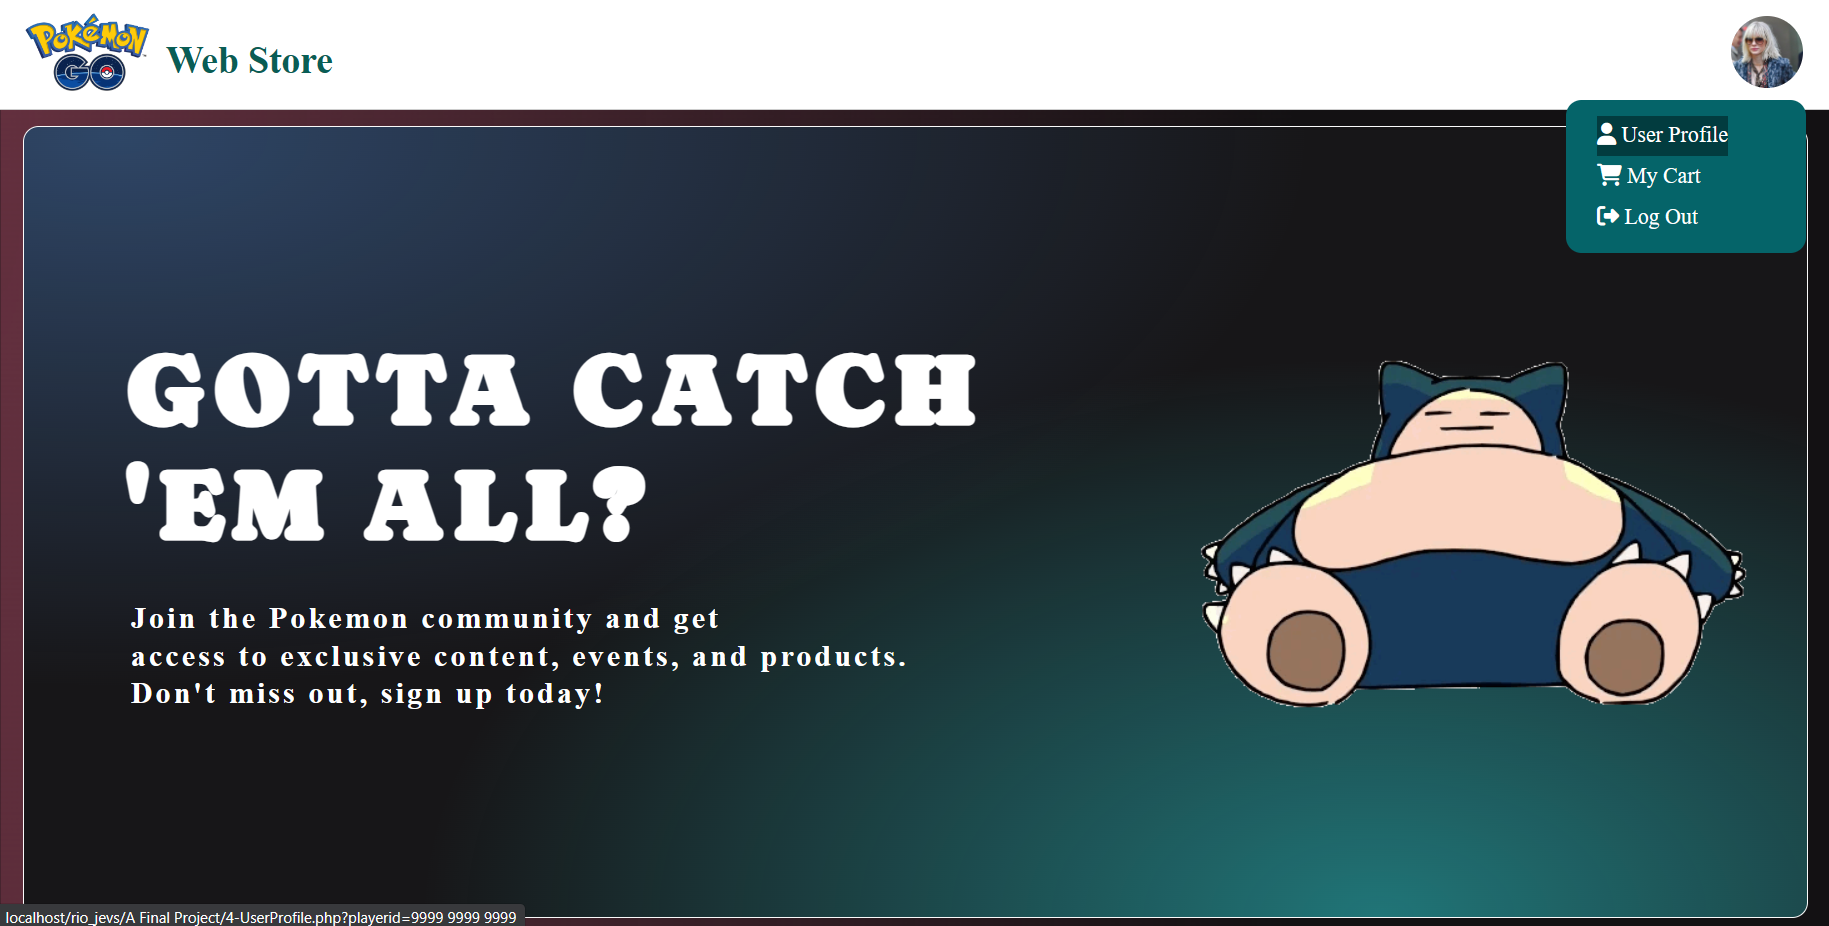 POKéMON
GO
Web Store
User Profile
My Cart
Log Out
GOTTA CATCH
'EM ALL?
Join the Pokemon community and get
access to exclusive content, events, and products.
Don't miss out, sign up today!
localhost/rio_jevs/A Final Project/4-UserProfile.php?playerid=9999 9999 9999